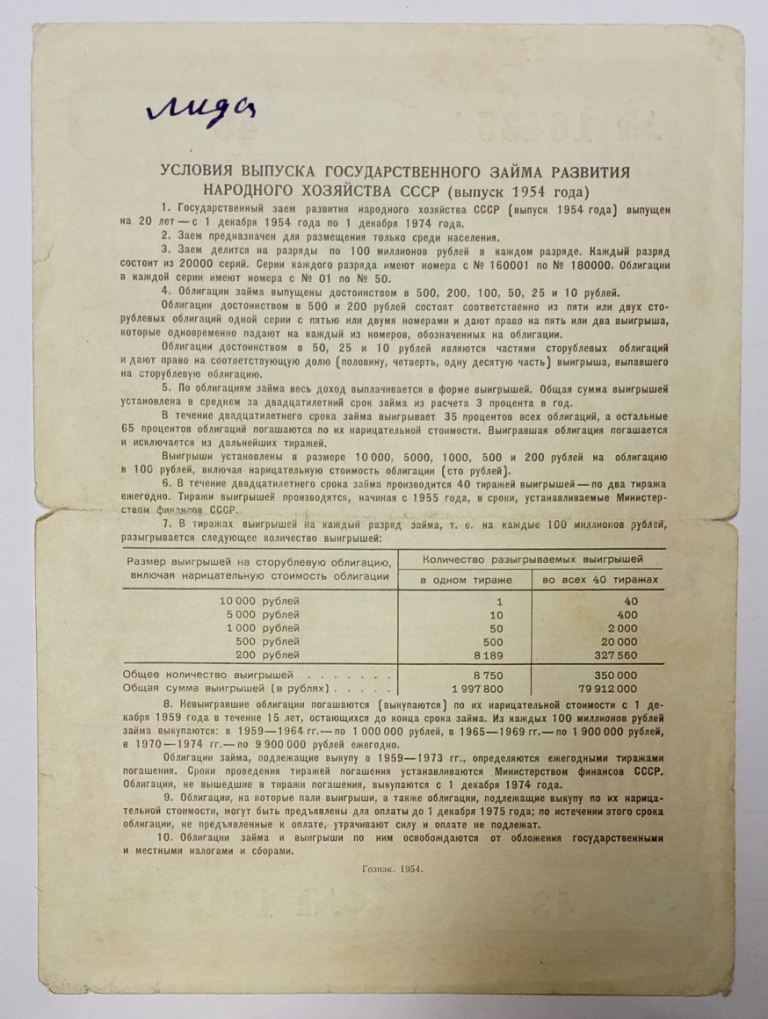 лида
УСЛОВИЯ ВЫПУСКА ГОСУДАРСТВЕННОГО ЗАЙМА РАЗВИТИЯ
НАРОДНОГО ХОЗЯЙСТВА СССР (выпуск 1954 года)
1. Государственный заем развития народного хозяйства СССР (выпуск 1954 года) выпущен
на 20 лет — с 1 декабря 1954 года по 1 декабря 1974 года.
2. Заем предназначен для размещения только среди населения.
3. Заем делится на разряды по 100 миллионов рублей в каждом разряде. Каждый разряд
состоит из 20000 серий. Серии каждого разряда имеют номера с № 160001 по № 180000. Облигации
в каждой серии имеют номера с № 01 по № 50.
4. Облигации займа выпущены достоинством в 500, 200, 100, 50, 25 и 10 рублей.
Облигации достоинством в 500 и 200 рублей состоят соответственно из пяти или двух сто-
рублевых облигаций одной серии с пятью или двумя номерами и дают право на пять или два выигрыша,
которые одновременно падают на каждый из номеров, обозначенных на облигации.
Облигации достоинством в 50, 25 и 10 рублей являются частями сторублевых облигаций
и дают право на соответствующую долю (половину, четверть, одну десятую часть) выигрыша, выпавшего
на сторублевую облигацию.
5. По облигациям займа весь доход выплачивается в форме выигрышей. Общая сумма выигрышей
установлена в среднем за двадцатилетний срок займа из расчета 3 процента в год.
В течение двадцатилетнего срока займа выигрывает 35 процентов всех облигаций, а остальные
65 процентов облигаций погашаются по их нарицательной стоимости. Выигравшая облигация погашается
и исключается из дальнейших тиражей.
Выигрыши установлены в размере 10 000, 5000, 1000, 500 и 200 рублей на облигацию
в 100 рублей, включая нарицательную стоимость облигации (сто рублей).
6. В течение двадцатилетнего срока займа производится 40 тиражей выигрышей — по два тиража
ежегодно. Тиражи выигрышей производятся, начиная с 1955 года, в сроки, устанавливаемые Министер-
ством финансов СССР.
7. В тиражах выигрышей на каждый разряд займа, т. е. на каждые 100 миллионов рублей,
разыгрывается следующее количество выигрышей:
Размер выигрышей на сторублевую облигацию, включая нарицательную стоимость облигации
Количество разыгрываемых выигрышей
в одном тираже во всех 40 тиражах
10 000 рублей 1 40
5 000 рублей 10 400
1 000 рублей 50 2 000
500 рублей 500 20 000
200 рублей 8 189 327 560
Общее количество выигрышей . . . . . . . 8 750 350 000
Общая сумма выигрышей (в рублях) . . . . . 1 997 800 79 912 000
8. Невыигравшие облигации погашаются (выкупаются) по их нарицательной стоимости с 1 де-
кабря 1959 года в течение 15 лет, остающихся до конца срока займа. Из каждых 100 миллионов рублей
займа выкупаются: в 1959—1964 гг.— по 1 000 000 рублей, в 1965—1969 гг.— по 1 900 000 рублей,
в 1970—1974 гг.— по 9 900 000 рублей ежегодно.
Облигации займа, подлежащие выкупу в 1959—1973 гг., определяются ежегодными тиражами
погашения. Сроки проведения тиражей погашения устанавливаются Министерством финансов СССР.
Облигации, не вышедшие в тиражи погашения, выкупаются с 1 декабря 1974 года.
9. Облигации, на которые пали выигрыши, а также облигации, подлежащие выкупу по их нарица-
тельной стоимости, могут быть предъявлены для оплаты до 1 декабря 1975 года; по истечении этого срока
облигации, не предъявленные к оплате, утрачивают силу и оплате не подлежат.
10. Облигации займа и выигрыши по ним освобождаются от обложения государственными
и местными налогами и сборами.
Гознак. 1954.